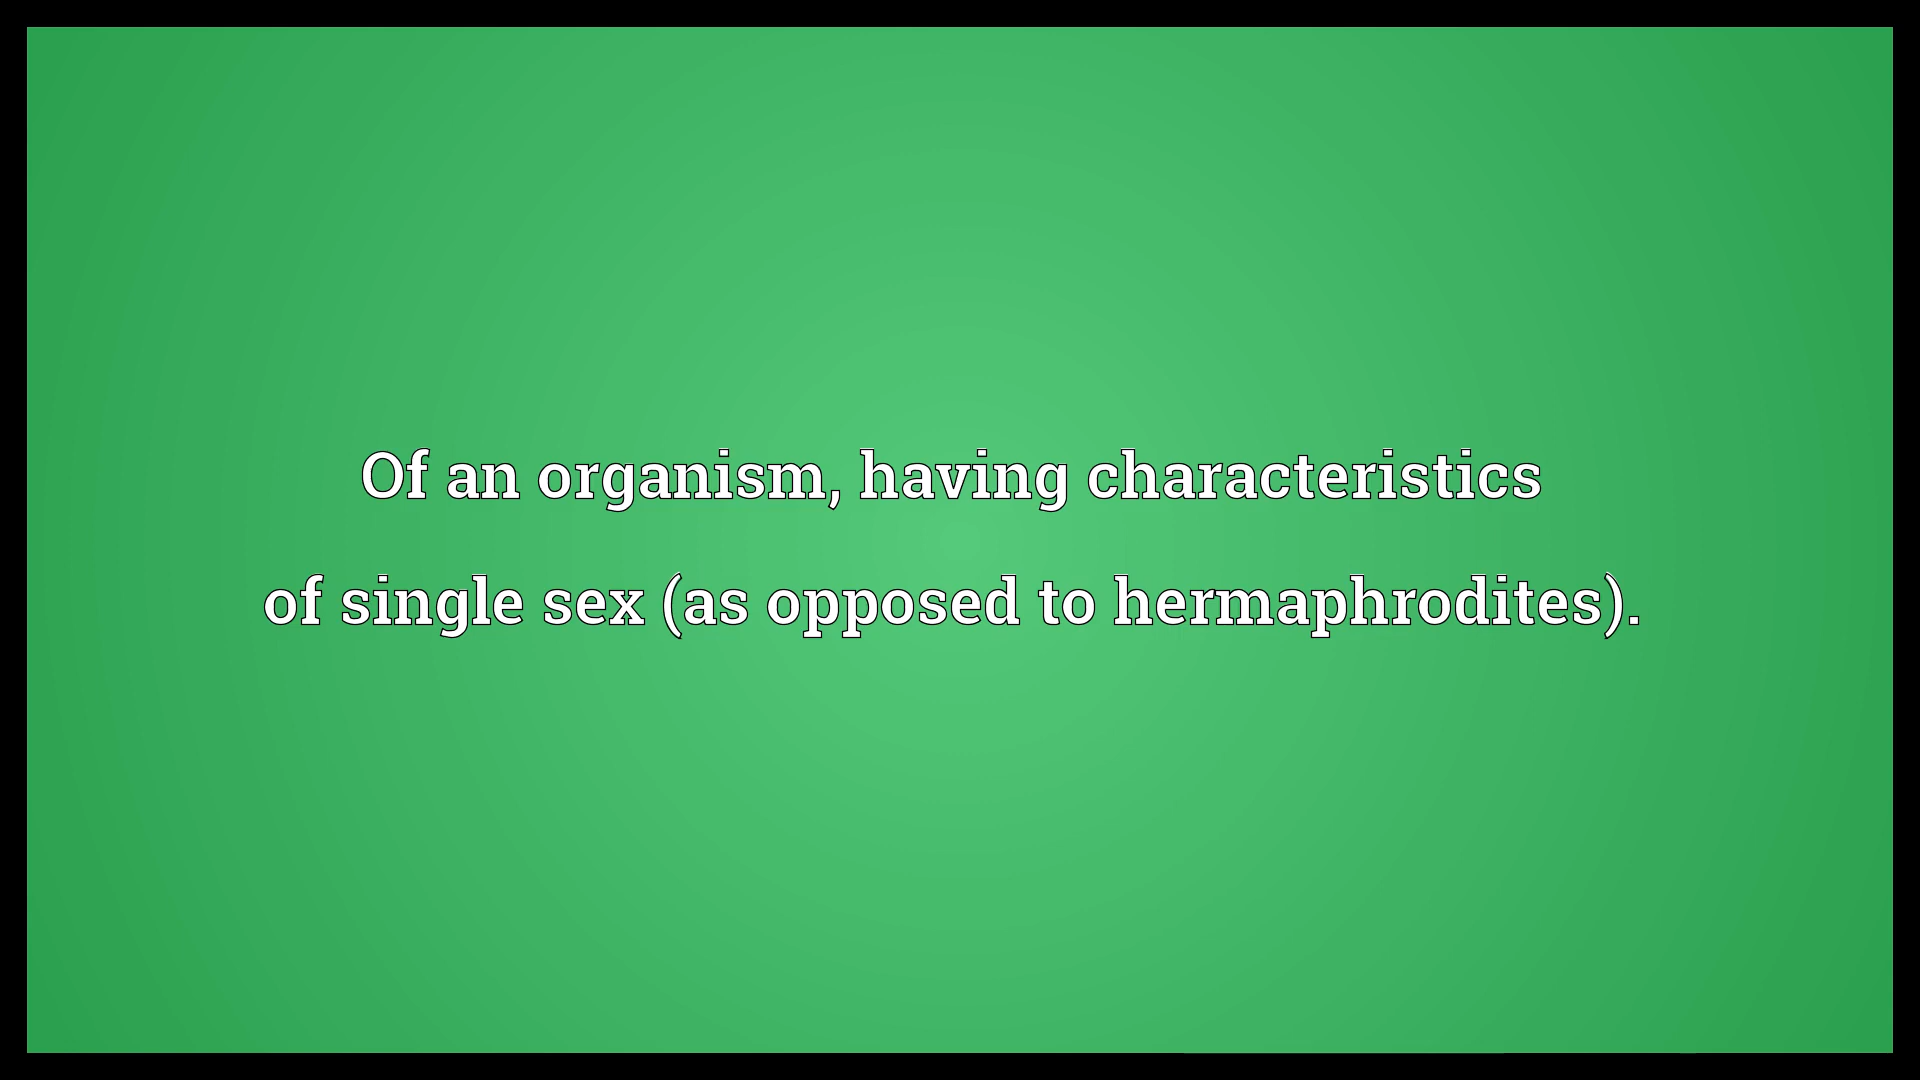 Of an organism, having characteristics
of single sex (as opposed to hermaphrodites).